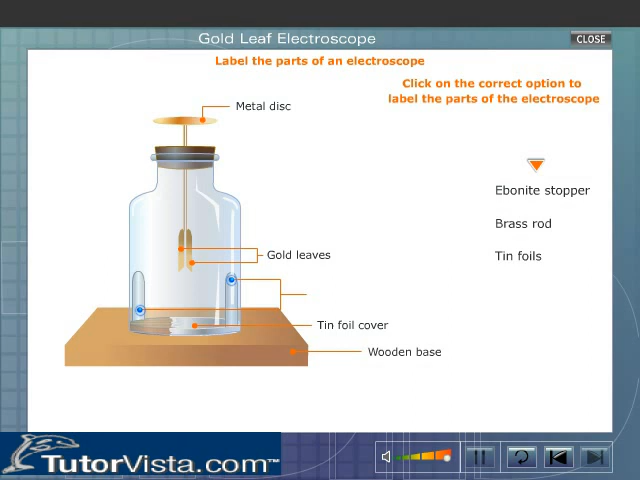 Gold Leaf Electroscope
CLOSE
Label the parts of an electroscope
Click on the correct option to
label the parts of the electroscope
Metal disc
Ebonite stopper
Brass rod
Gold leaves
Tin foils
Tin foil cover
Wooden base
TutorVista.com™